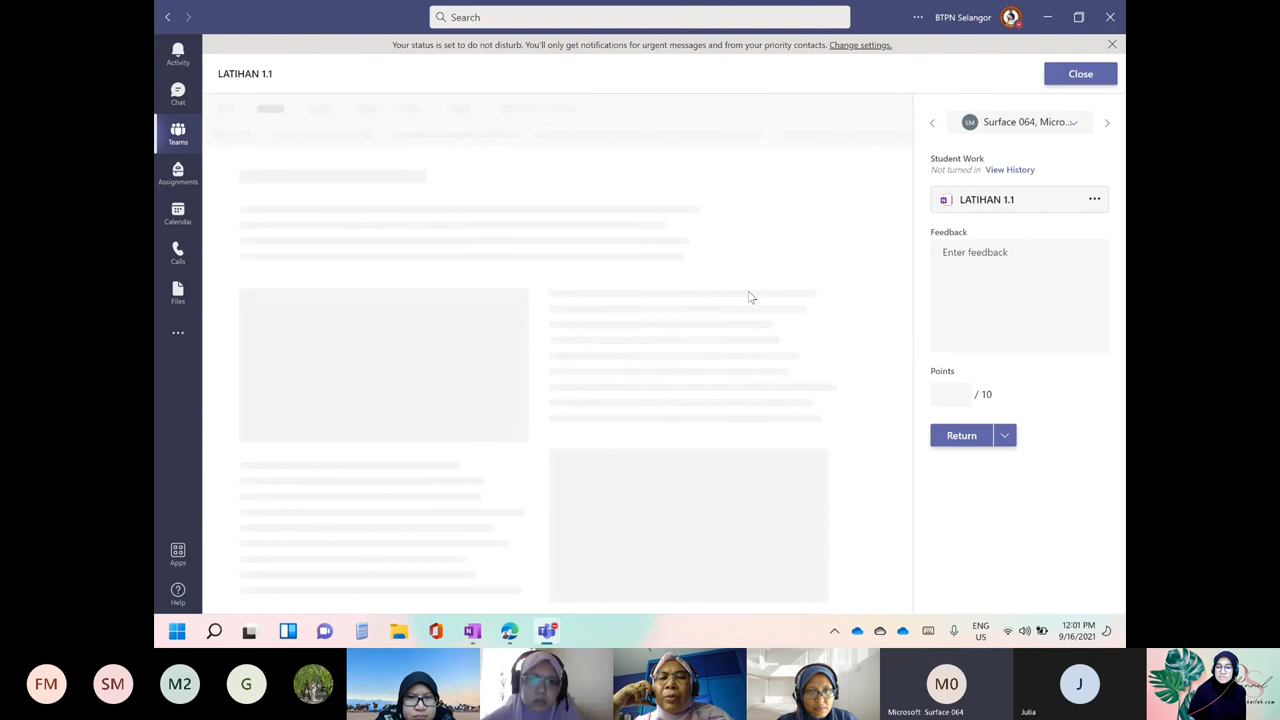 Search
BTPN Selangor
Your status is set to do not disturb. You'll only get notifications for urgent messages and from your priority contacts. Change settings.
Activity
Chat
Teams
Assignments
Calendar
Calls
Files
Apps
Help
LATIHAN 1.1
Close
SM
Surface 064, Micro...
Student Work
Not turned in View History
LATIHAN 1.1
Feedback
Enter feedback
Points
/ 10
Return
ENG
US
12:01 PM
9/16/2021
FM
SM
M2
G
M0
Microsoft Surface 064
J
Julia